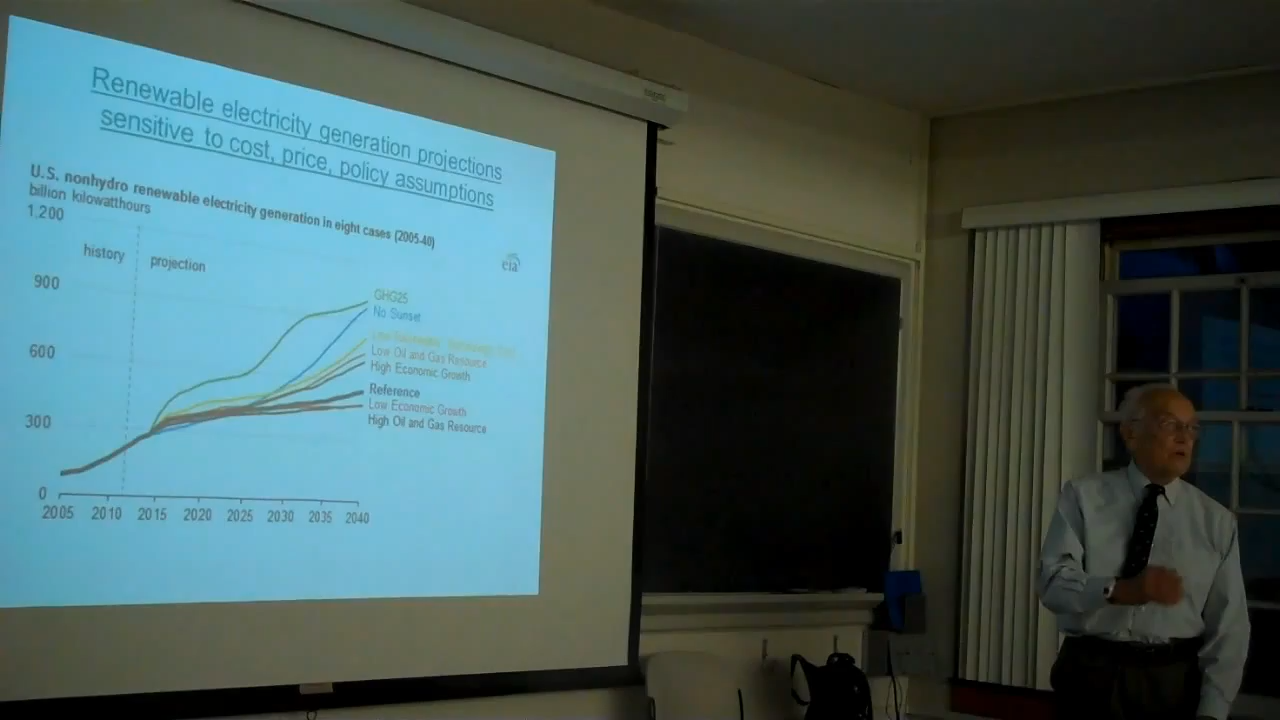 Renewable electricity generation projections
sensitive to cost, price, policy assumptions
U.S. nonhydro renewable electricity generation in eight cases (2005-40)
billion kilowatthours
1,200
history
projection
eia
900
GHG25
No Sunset
600
Low Oil and Gas Resource
High Economic Growth
Reference
Low Economic Growth
300
High Oil and Gas Resource
0
2005 2010 2015 2020 2025 2030 2035 2040